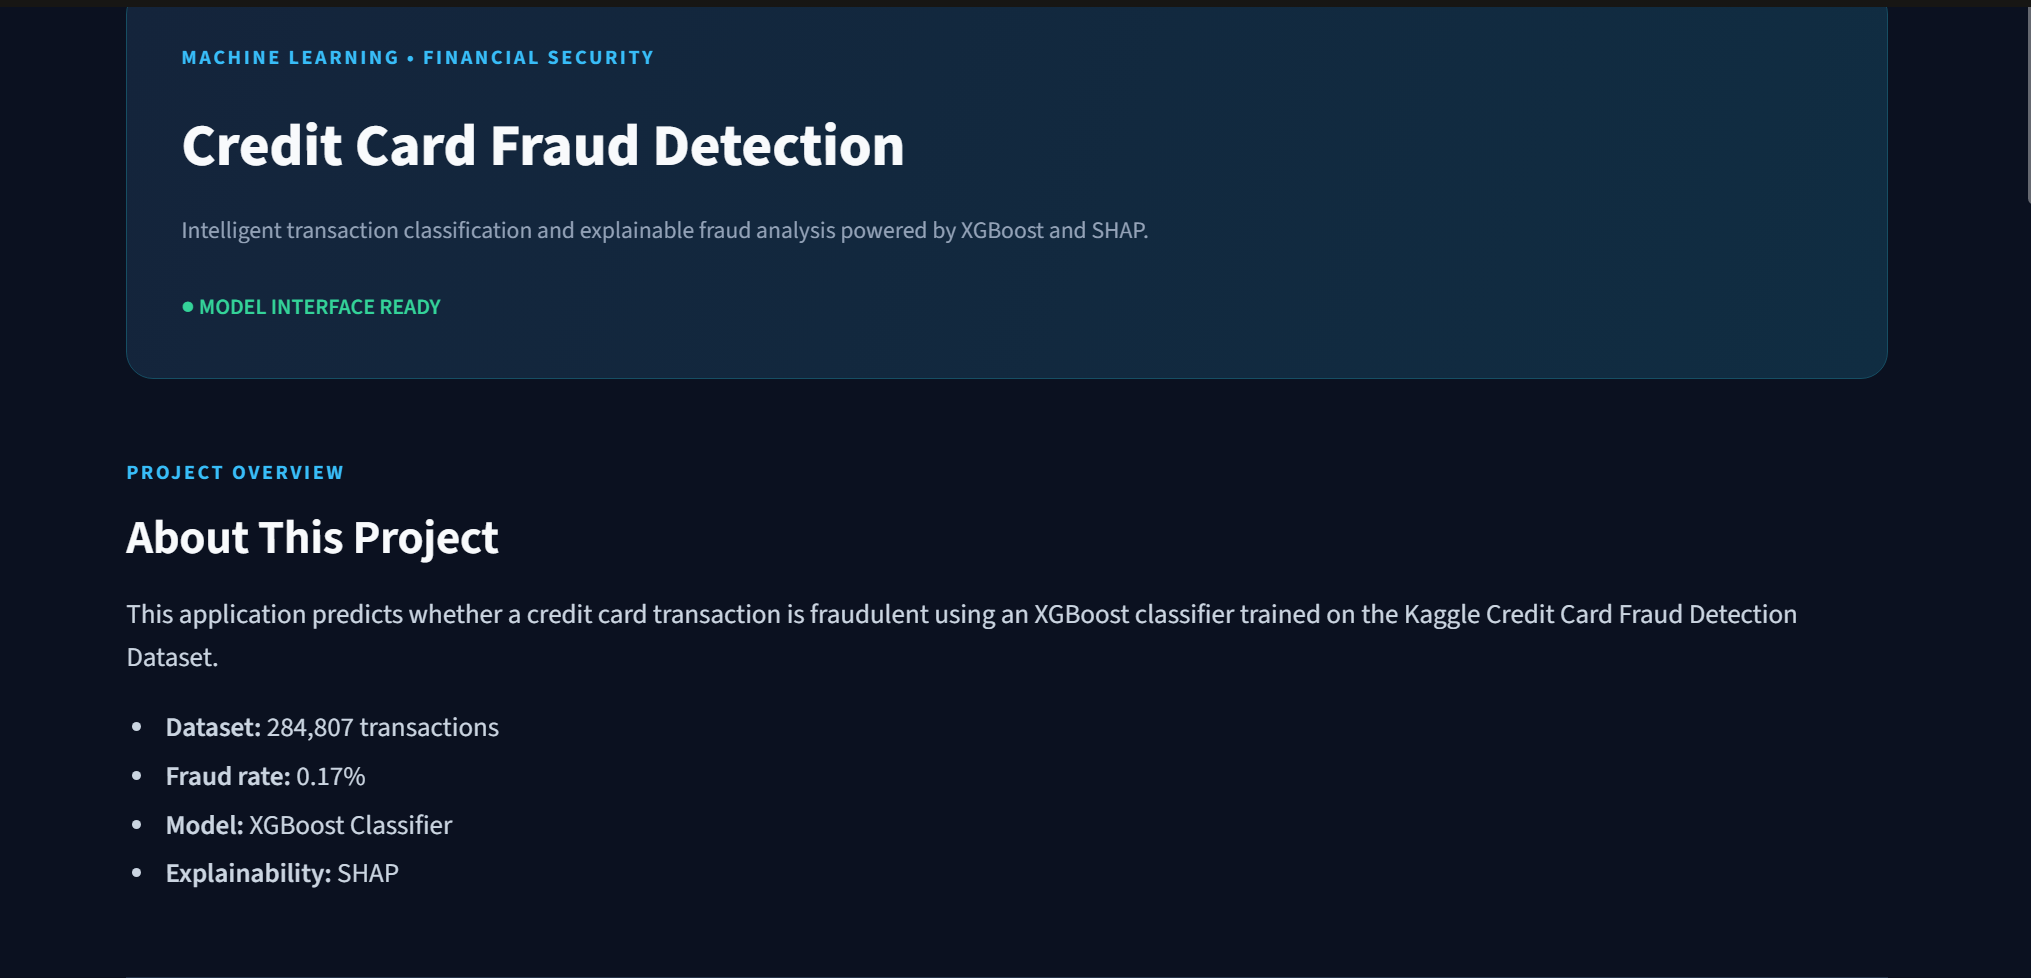 MACHINE LEARNING • FINANCIAL SECURITY
Credit Card Fraud Detection
Intelligent transaction classification and explainable fraud analysis powered by XGBoost and SHAP.
● MODEL INTERFACE READY
PROJECT OVERVIEW
About This Project
This application predicts whether a credit card transaction is fraudulent using an XGBoost classifier trained on the Kaggle Credit Card Fraud Detection
Dataset.
• Dataset: 284,807 transactions
• Fraud rate: 0.17%
• Model: XGBoost Classifier
• Explainability: SHAP